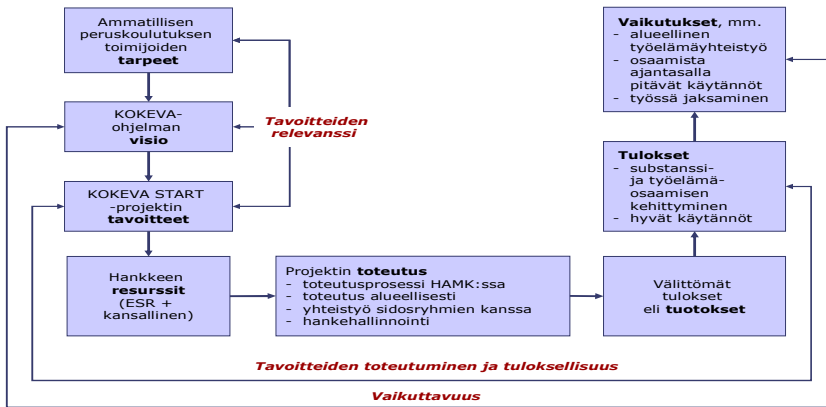 Ammatillisen
peruskoulutuksen
toimijoiden
tarpeet
KOKEVA-
ohjelman
visio
Tavoitteiden
relevanssi
KOKEVA START
-projektin
tavoitteet
Hankkeen
resurssit
(ESR +
kansallinen)
Projektin toteutus
- toteutusprosessi HAMK:ssa
- toteutus alueellisesti
- yhteistyö sidosryhmien kanssa
- hankehallinnointi
Välittömät
tulokset
eli tuotokset
Tulokset
- substanssi-
ja työelämä-
osaamisen
kehittyminen
- hyvät käytännöt
Vaikutukset, mm.
- alueellinen
työelämäyhteistyö
- osaamista
ajantasalla
pitävät käytännöt
- työssä jaksaminen
Tavoitteiden toteutuminen ja tuloksellisuus
Vaikuttavuus